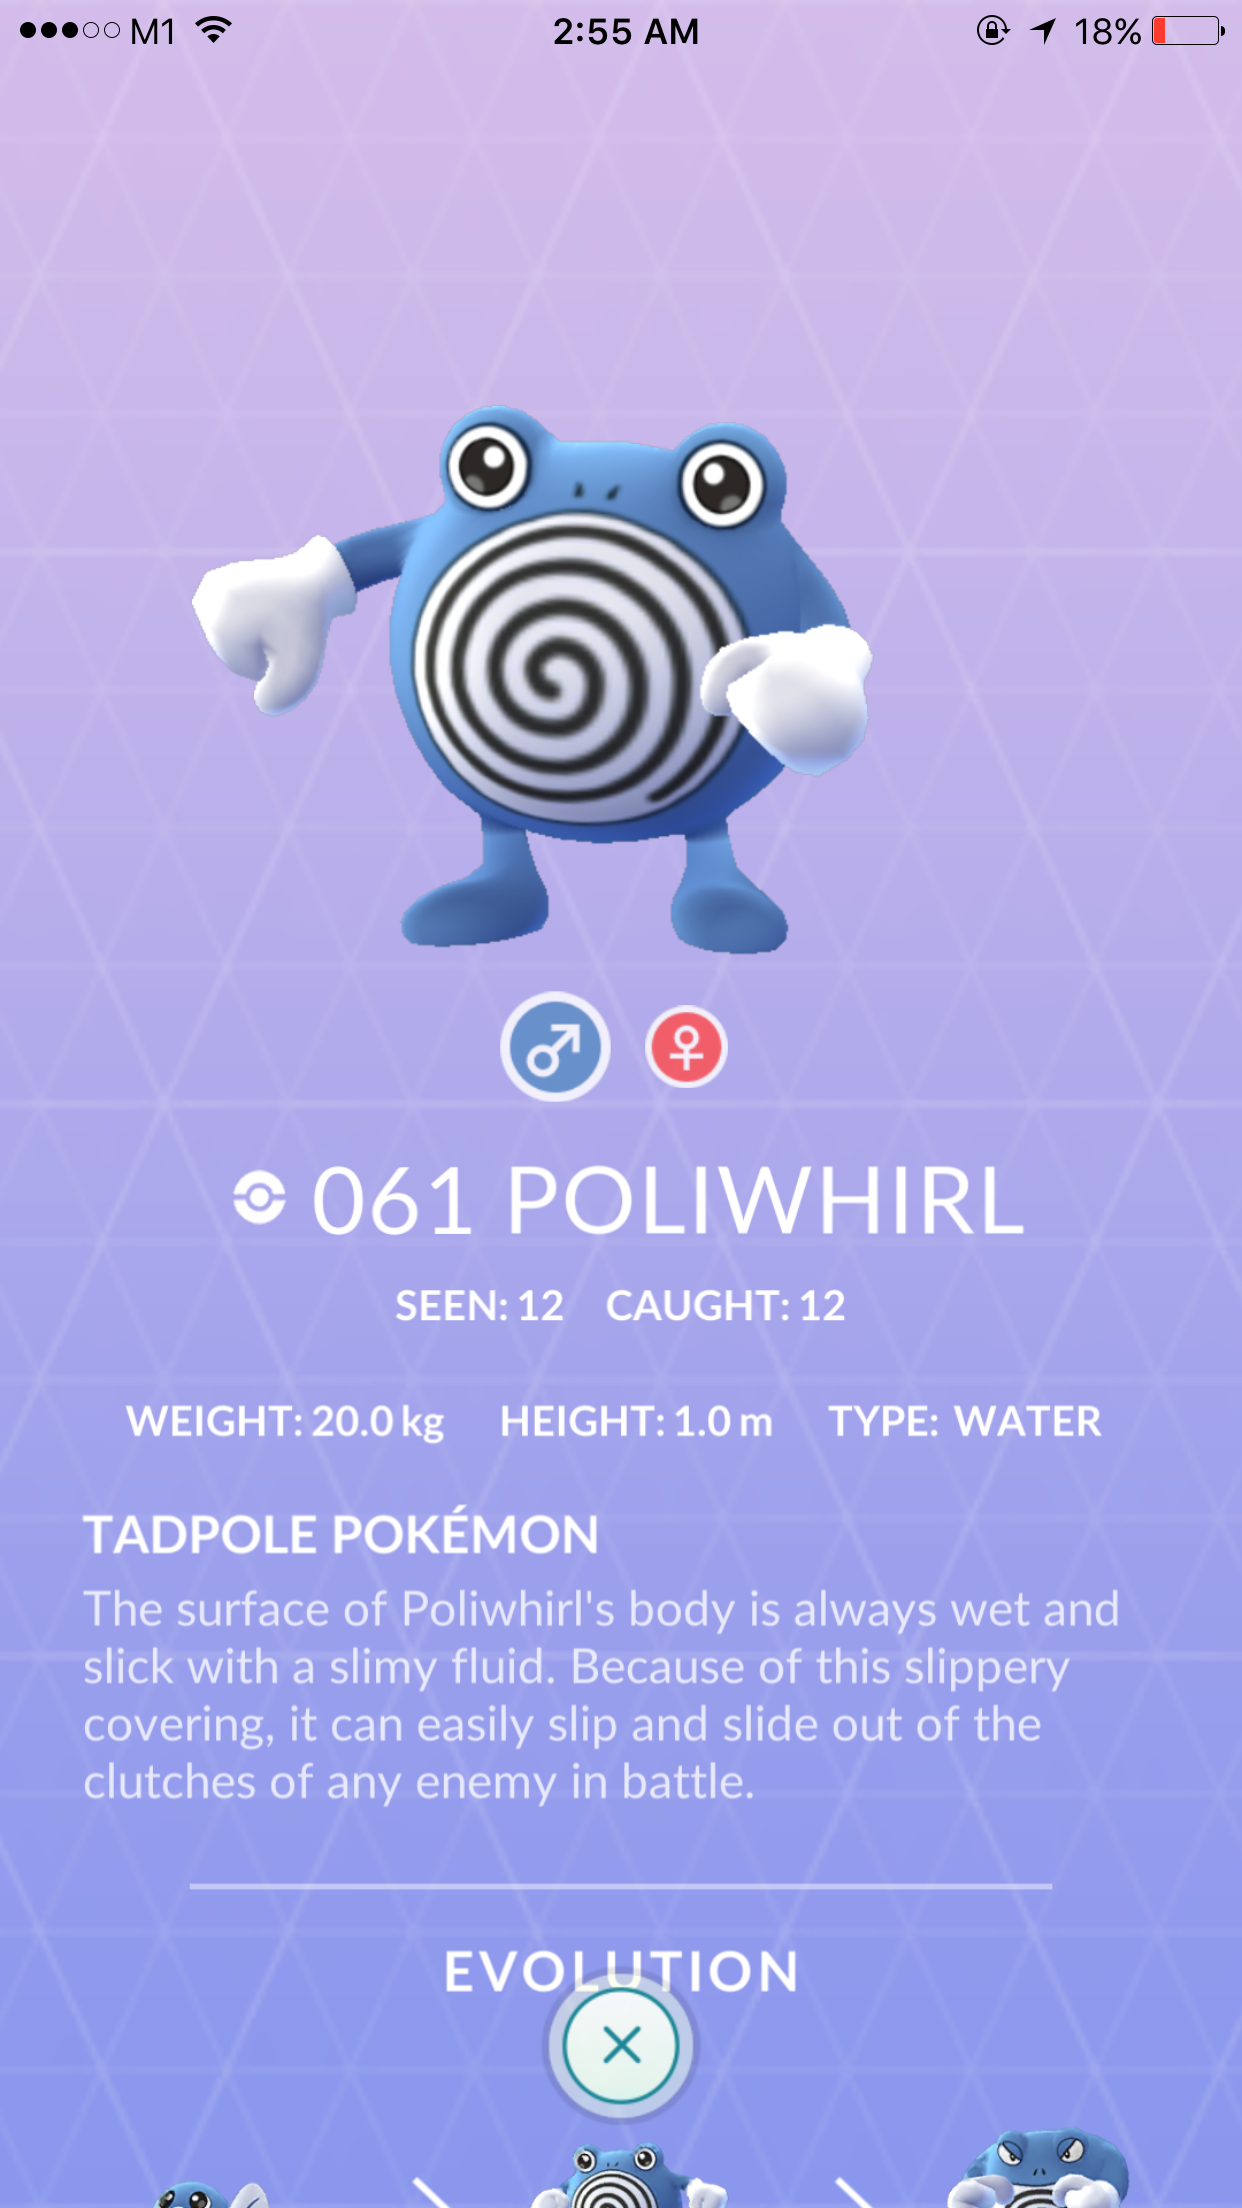 M1 2:55 AM 18%
061 POLIWHIRL
SEEN: 12 CAUGHT: 12
WEIGHT: 20.0 kg HEIGHT: 1.0 m TYPE: WATER
TADPOLE POKÉMON
The surface of Poliwhirl's body is always wet and
slick with a slimy fluid. Because of this slippery
covering, it can easily slip and slide out of the
clutches of any enemy in battle.
EVOLUTION